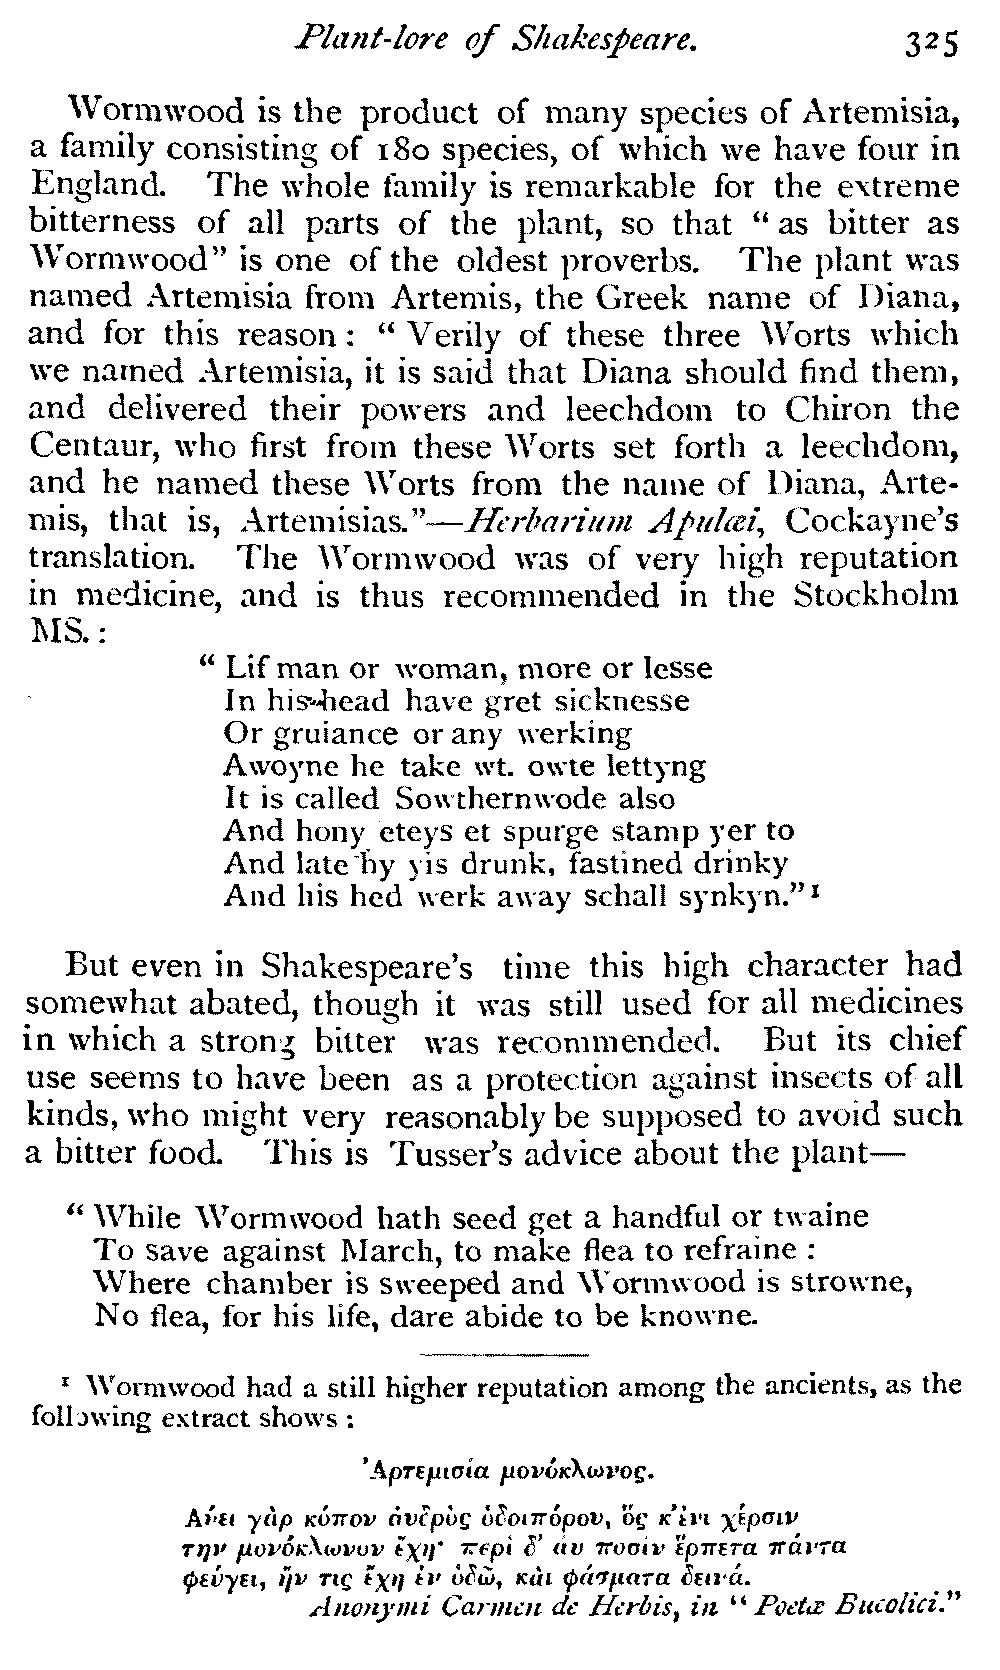 Plant-lore of Shakespeare. 325
Wormwood is the product of many species of Artemisia,
a family consisting of 180 species, of which we have four in
England. The whole family is remarkable for the extreme
bitterness of all parts of the plant, so that “as bitter as
Wormwood” is one of the oldest proverbs. The plant was
named Artemisia from Artemis, the Greek name of Diana,
and for this reason: “Verily of these three Worts which
we named Artemisia, it is said that Diana should find them,
and delivered their powers and leechdom to Chiron the
Centaur, who first from these Worts set forth a leechdom,
and he named these Worts from the name of Diana, Arte-
mis, that is, Artemisias.”—Herbarium Apulæi, Cockayne's
translation. The Wormwood was of very high reputation
in medicine, and is thus recommended in the Stockholm
MS.:
“Lif man or woman, more or lesse
In his head have gret sicknesse
Or gruiance or any werking
Awoyne he take wt. owte lettyng
It is called Sowthernwode also
And hony eteys et spurge stamp yer to
And late hy yis drunk, fastined drinky
And his hed werk away schall synkyn.”¹
But even in Shakespeare's time this high character had
somewhat abated, though it was still used for all medicines
in which a strong bitter was recommended. But its chief
use seems to have been as a protection against insects of all
kinds, who might very reasonably be supposed to avoid such
a bitter food. This is Tusser's advice about the plant—
“While Wormwood hath seed get a handful or twaine
To save against March, to make flea to refraine:
Where chamber is sweeped and Wormwood is strowne,
No flea, for his life, dare abide to be knowne.
¹ Wormwood had a still higher reputation among the ancients, as the
following extract shows:
Ἀρτεμισία μονόκλωνος.
Αἴνει γὰρ κόπον ἀνδρὸς ὁδοιπόρου, ὃς κ'ἐνι χέρσιν
την μονόκλωνον ἔχῃ· περὶ δ' αυ ποσὶν ἕρπετα πάντα
φεύγει, ἤν τις ἔχῃ ἐν ὁδῶ, καὶ φάσματα δεινά.
Anonymi Carmen de Herbis, in “Poetæ Bucolici.”